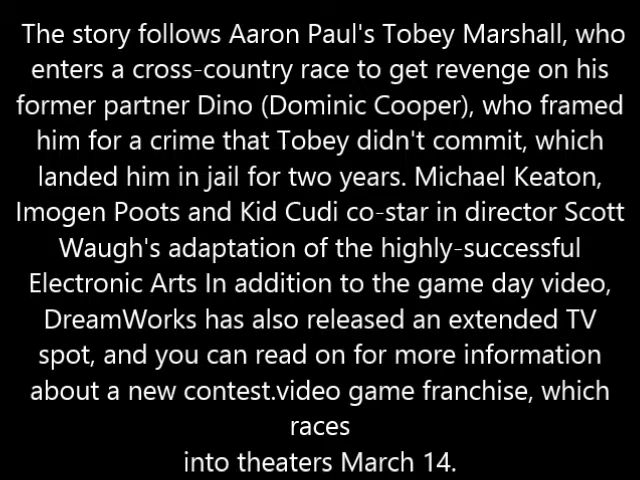 The story follows Aaron Paul's Tobey Marshall, who
enters a cross-country race to get revenge on his
former partner Dino (Dominic Cooper), who framed
him for a crime that Tobey didn't commit, which
landed him in jail for two years. Michael Keaton,
Imogen Poots and Kid Cudi co-star in director Scott
Waugh's adaptation of the highly-successful
Electronic Arts In addition to the game day video,
DreamWorks has also released an extended TV
spot, and you can read on for more information
about a new contest.video game franchise, which
races
into theaters March 14.